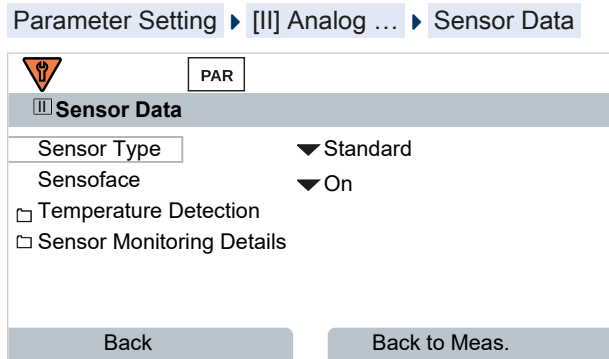 Parameter Setting ▶ [II] Analog … ▶ Sensor Data
PAR
II Sensor Data
Sensor Type Standard
Sensoface On
Temperature Detection
Sensor Monitoring Details
Back Back to Meas.